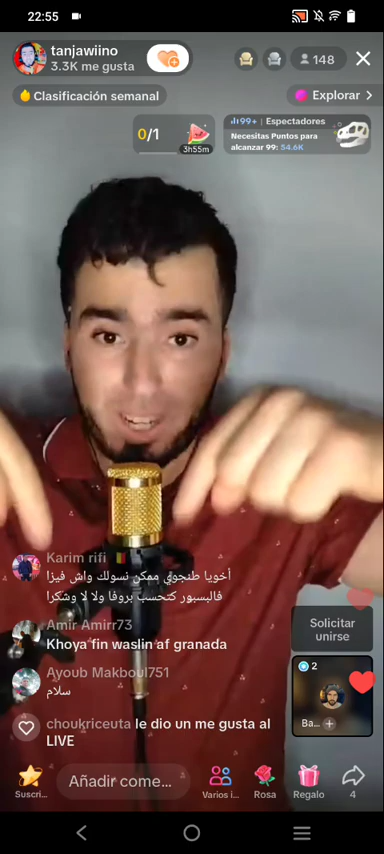 22:55
tanjawiino
3.3K me gusta
148
Clasificación semanal
Explorar
0/1
3h55m
99+ | Espectadores
Necesitas Puntos para
alcanzar 99: 54.6K
Karim rifi
أخويا طنجوي ممكن نسولك واش فيزا
فالبسبور كتحسب بروفا ولا لا وشكرا
Amir Amirr73
Khoya fin waslin af granada
Ayoub Makboul751
سلام
choukriceuta le dio un me gusta al
LIVE
Solicitar
unirse
2
Ba...
Suscri...
Añadir come...
Varios i...
Rosa
Regalo
4